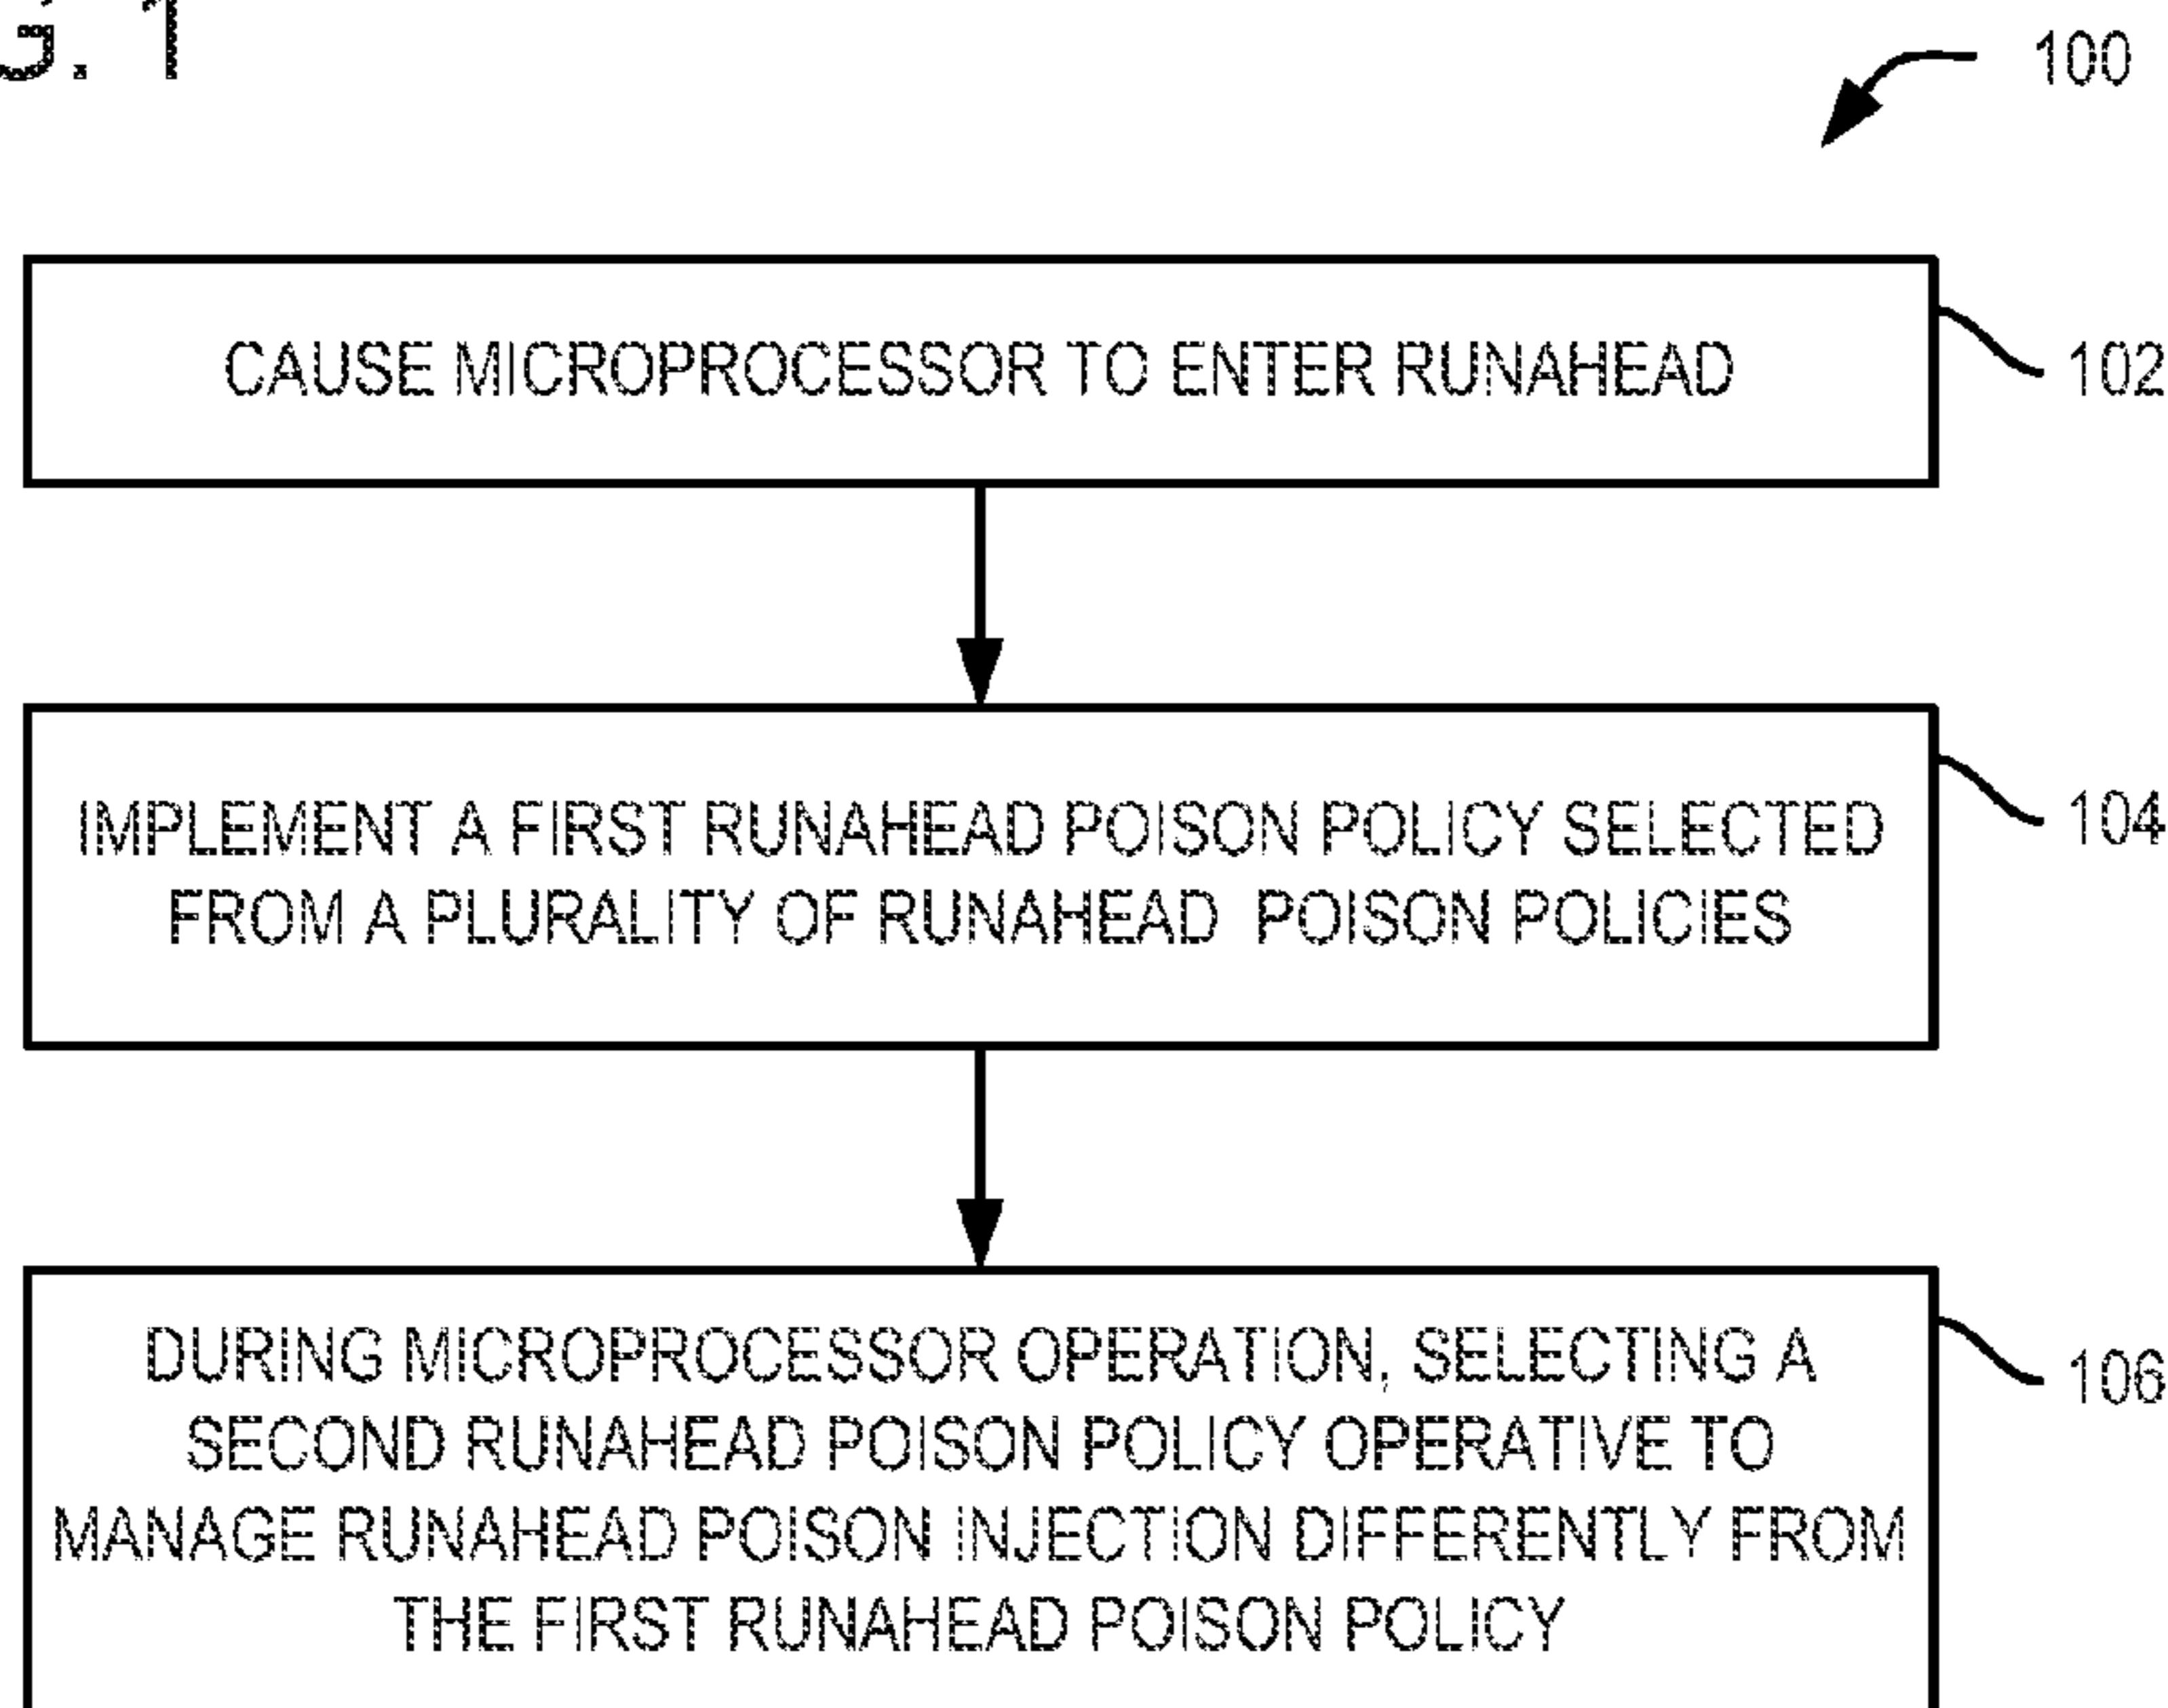 G. 1
100
CAUSE MICROPROCESSOR TO ENTER RUNAHEAD
102
IMPLEMENT A FIRST RUNAHEAD POISON POLICY SELECTED
FROM A PLURALITY OF RUNAHEAD POISON POLICIES
104
DURING MICROPROCESSOR OPERATION, SELECTING A
SECOND RUNAHEAD POISON POLICY OPERATIVE TO
MANAGE RUNAHEAD POISON INJECTION DIFFERENTLY FROM
THE FIRST RUNAHEAD POISON POLICY
106